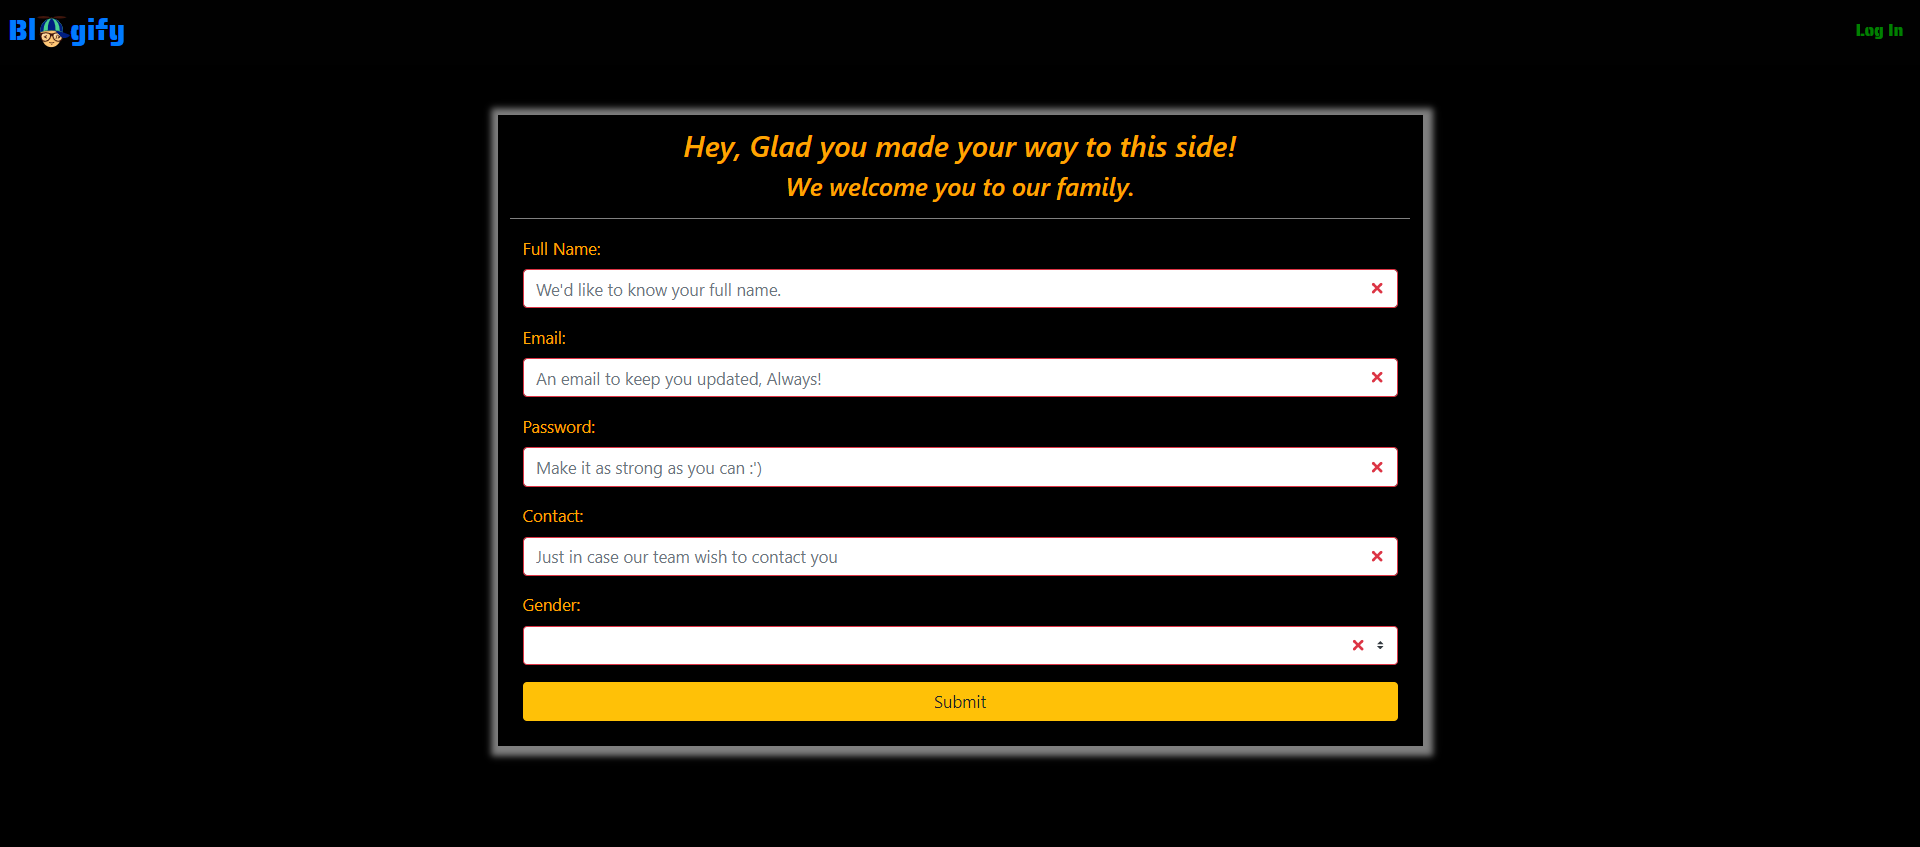 Blogify
Log In
Hey, Glad you made your way to this side!
We welcome you to our family.
Full Name:
We'd like to know your full name.
Email:
An email to keep you updated, Always!
Password:
Make it as strong as you can :')
Contact:
Just in case our team wish to contact you
Gender:
Submit